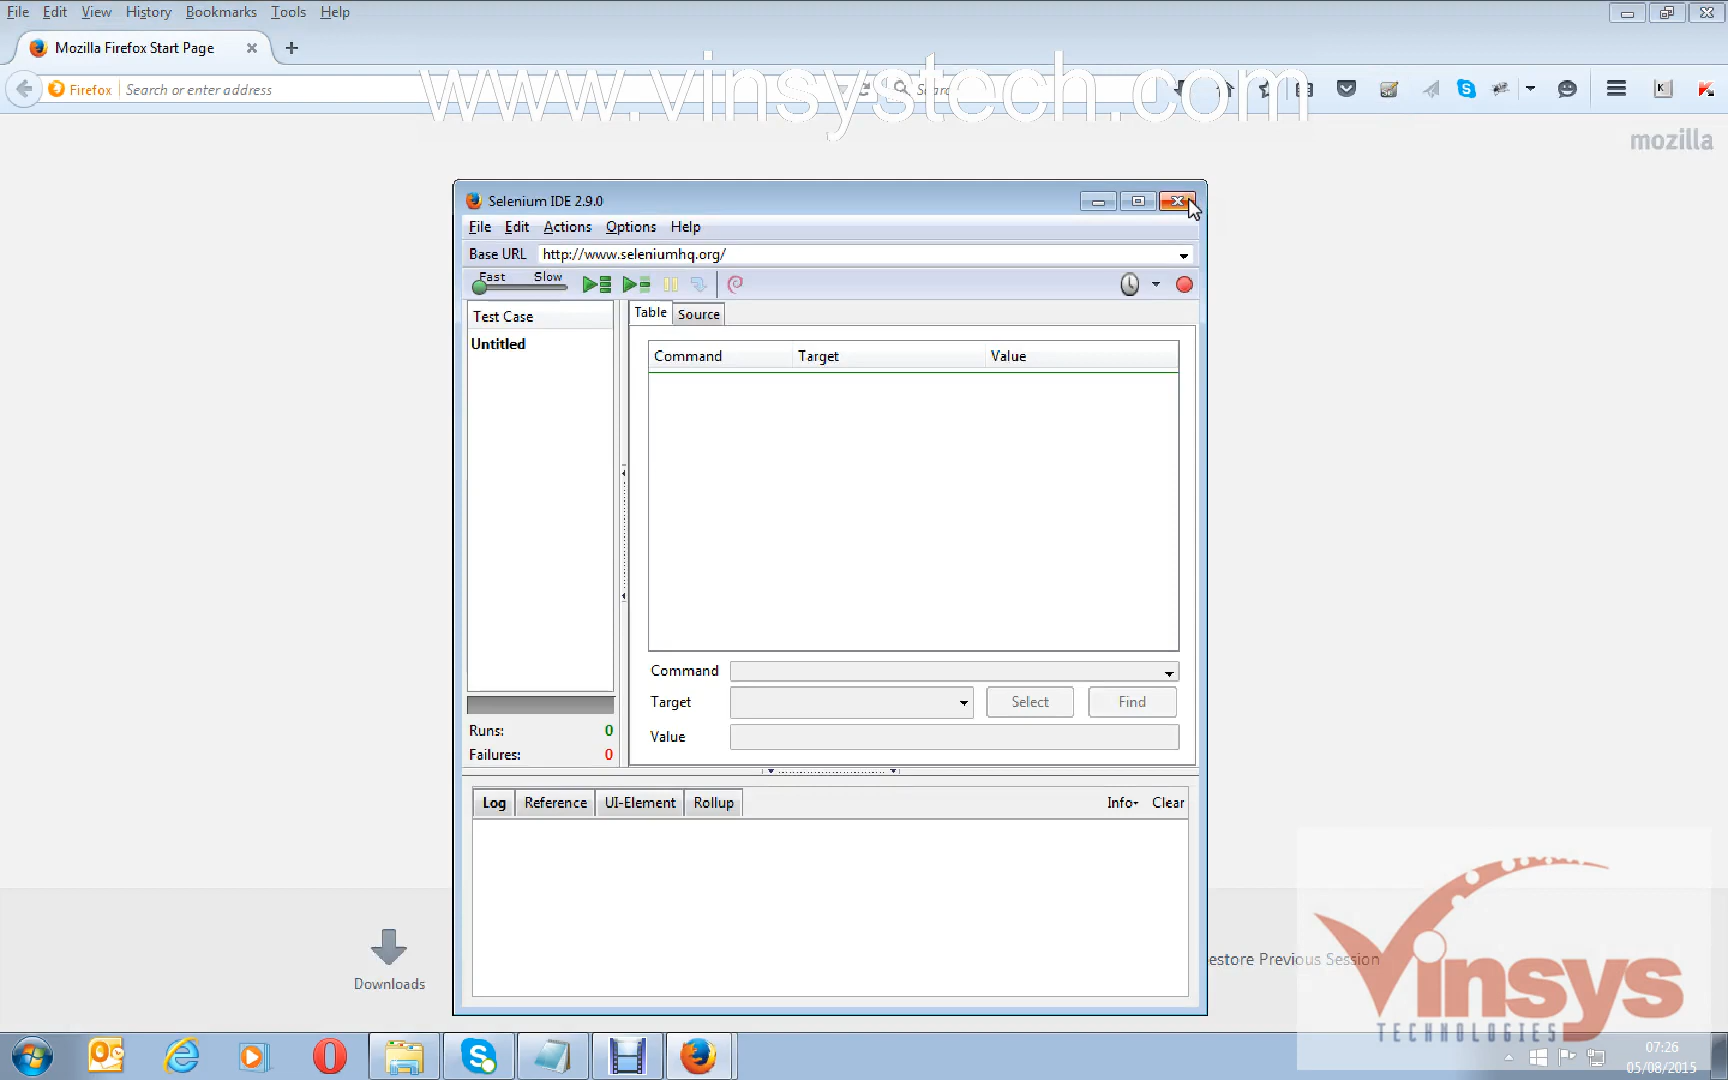 File Edit View History Bookmarks Tools Help
Mozilla Firefox Start Page
Firefox Search or enter address
www.vinsystech.com
mozilla
Selenium IDE 2.9.0
File Edit Actions Options Help
Base URL http://www.seleniumhq.org/
Fast Slow
Test Case
Untitled
Table Source
Command Target Value
Command
Target Select Find
Value
Runs: 0
Failures: 0
Log Reference UI-Element Rollup Info Clear
Downloads
estore Previous Session
Vinsys
TECHNOLOGIES
07:26
05/08/2015